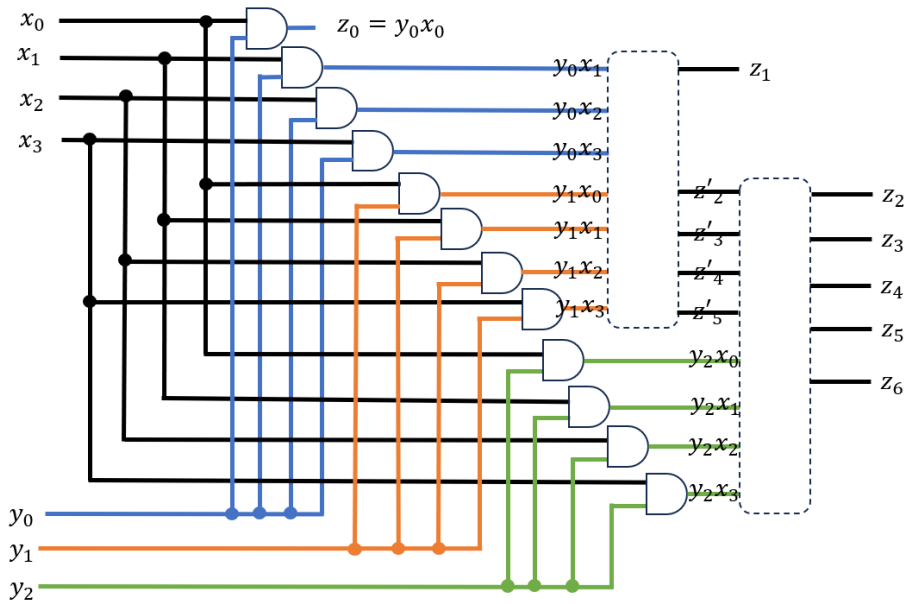 x₀
z₀ = y₀x₀
x₁
y₀x₁
z₁
x₂
y₀x₂
x₃
y₀x₃
y₁x₀
z'₂
z₂
y₁x₁
z'₃
z₃
y₁x₂
z'₄
z₄
y₁x₃
z'₅
z₅
y₂x₀
z₆
y₂x₁
y₂x₂
y₂x₃
y₀
y₁
y₂